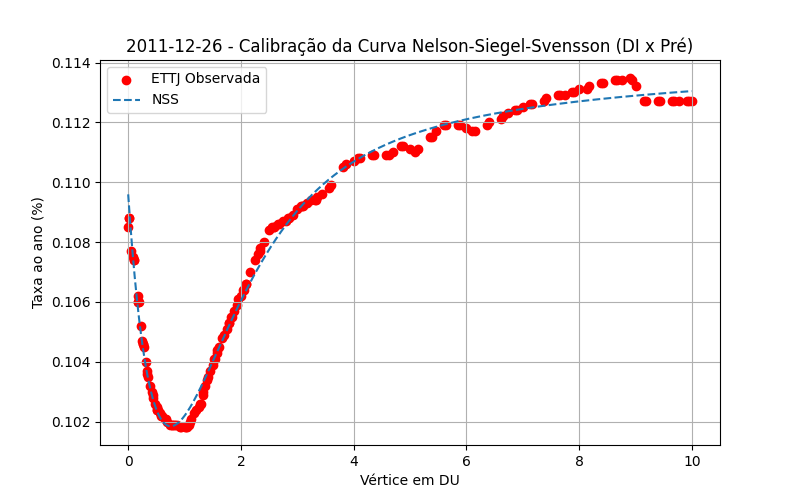 2011-12-26 - Calibração da Curva Nelson-Siegel-Svensson (DI x Pré)
ETTJ Observada
NSS
Taxa ao ano (%)
0.114
0.112
0.110
0.108
0.106
0.104
0.102
0 2 4 6 8 10
Vértice em DU